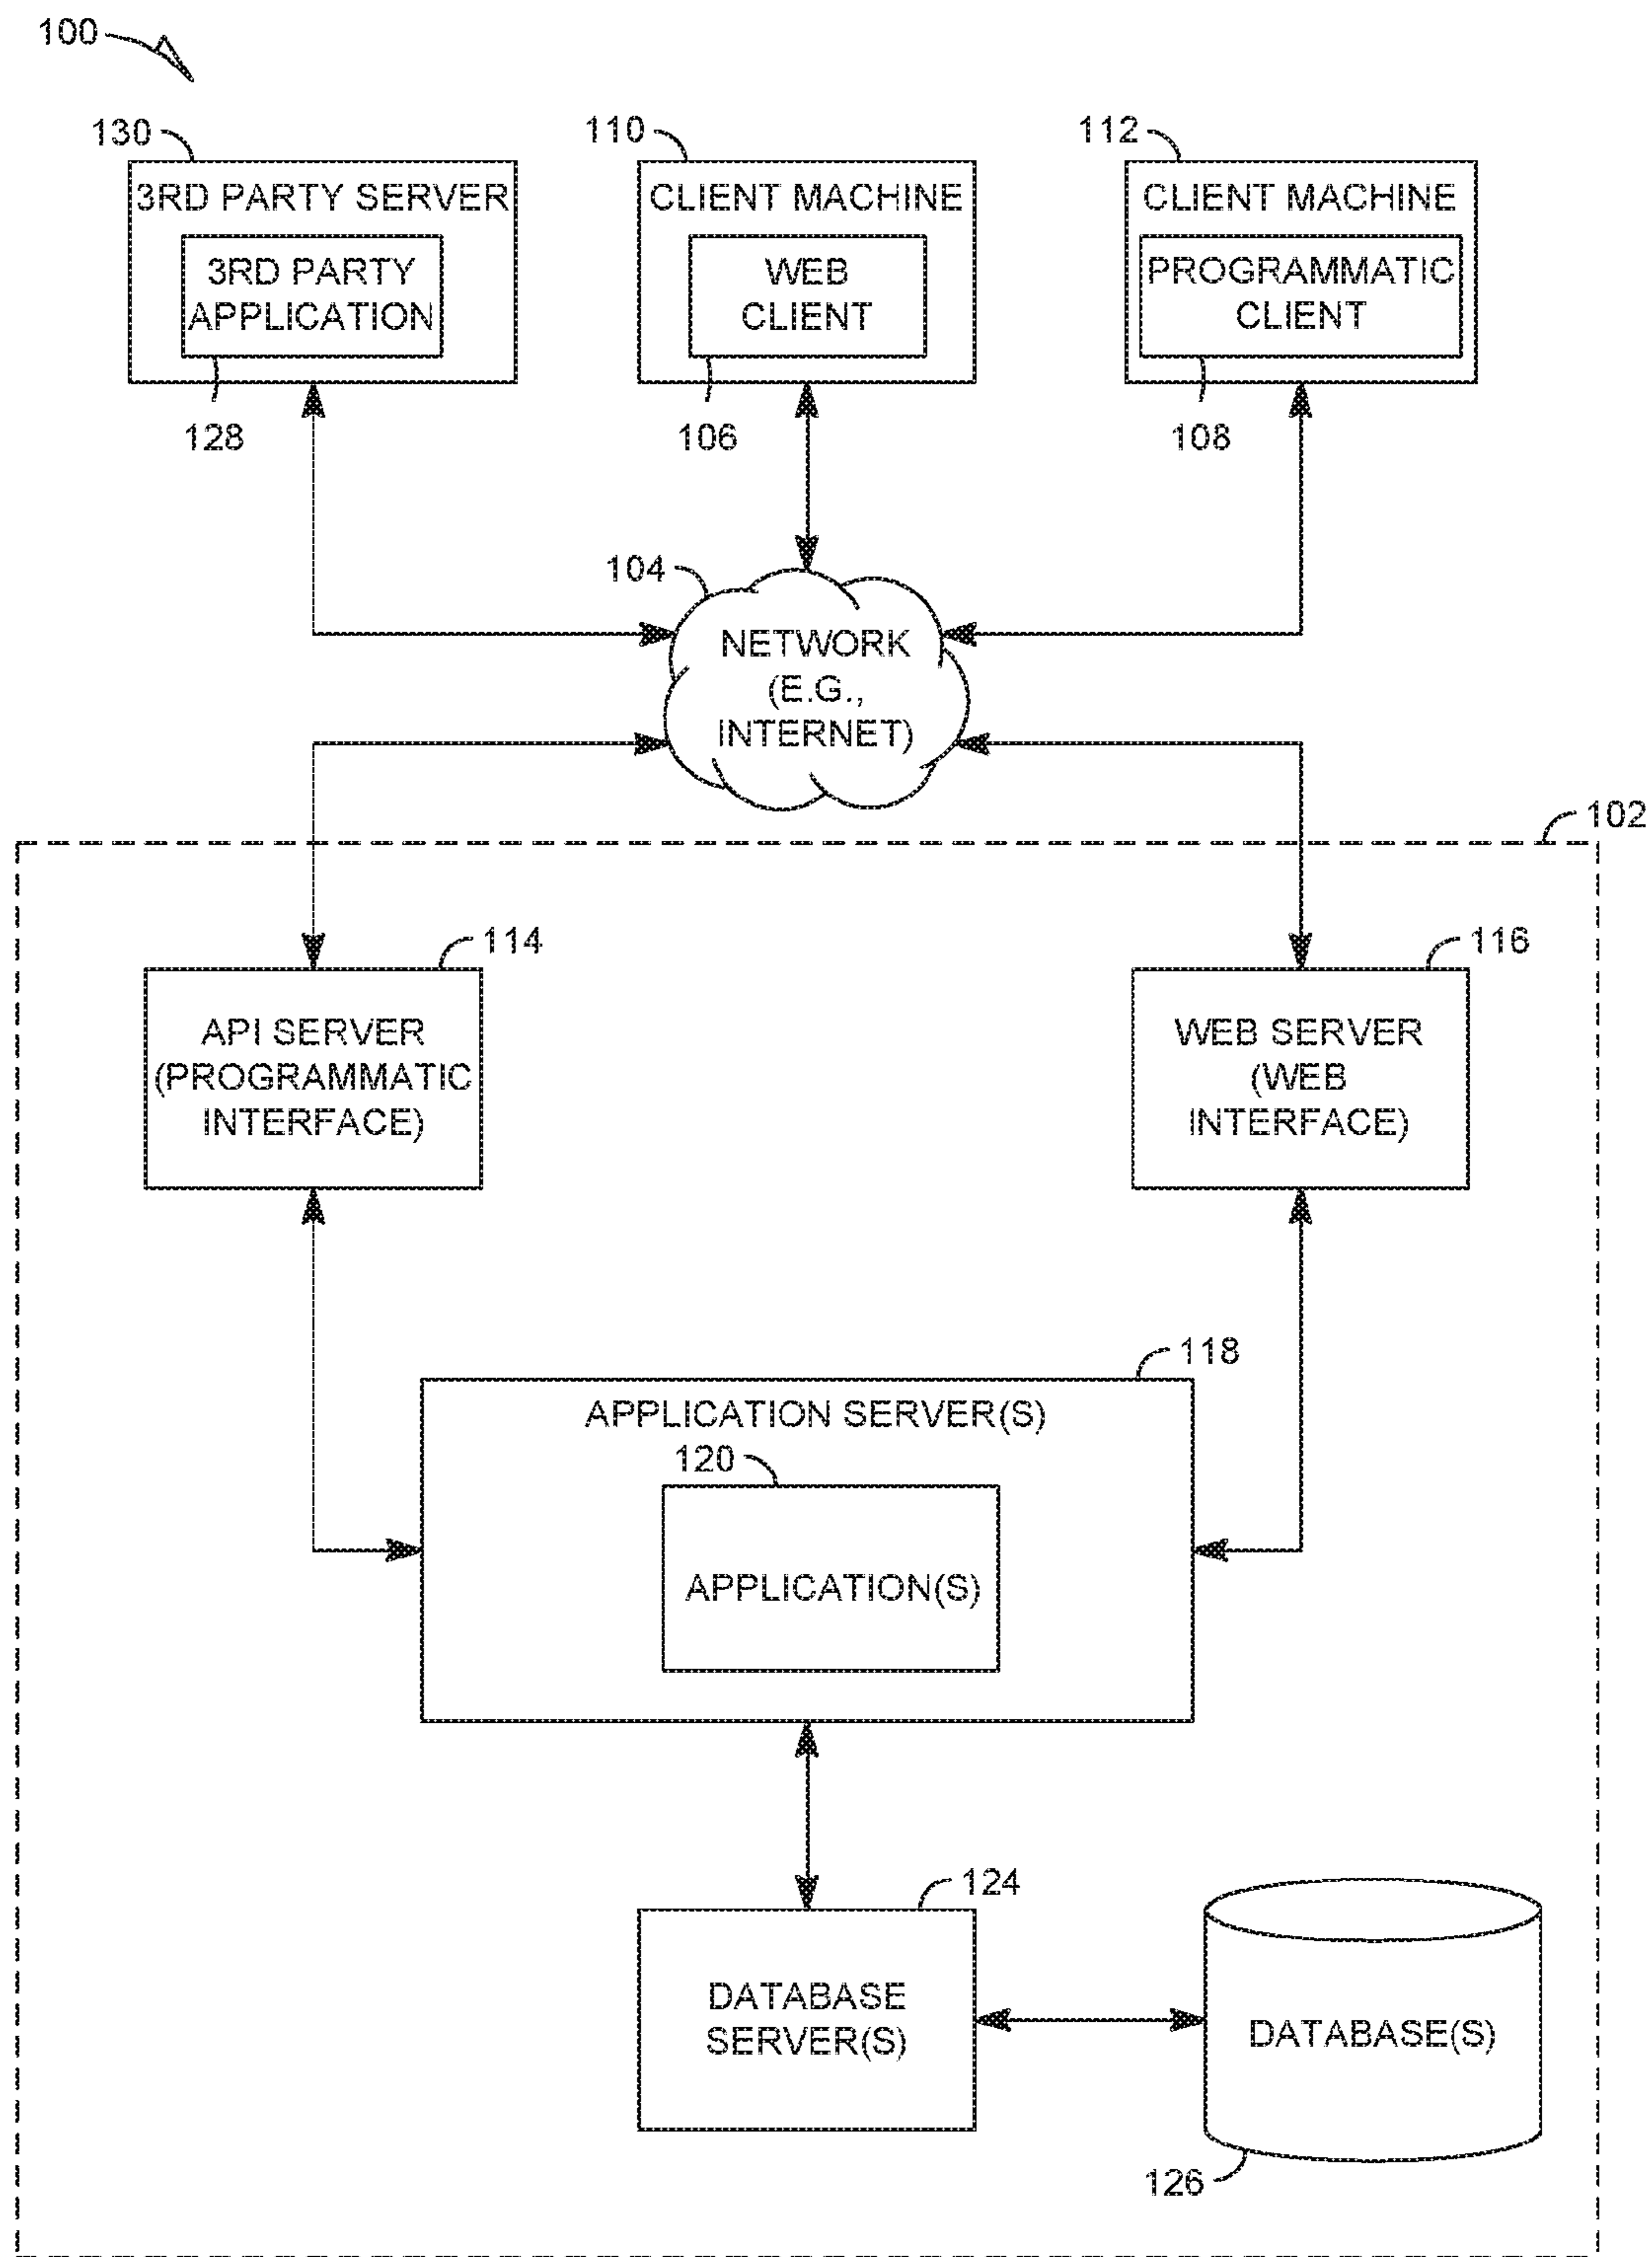 100
130
110
112
3RD PARTY SERVER
CLIENT MACHINE
CLIENT MACHINE
3RD PARTY
APPLICATION
WEB
CLIENT
PROGRAMMATIC
CLIENT
128
106
108
104
NETWORK
(E.G.,
INTERNET)
102
114
116
API SERVER
(PROGRAMMATIC
INTERFACE)
WEB SERVER
(WEB
INTERFACE)
118
APPLICATION SERVER(S)
120
APPLICATION(S)
124
DATABASE
SERVER(S)
DATABASE(S)
126